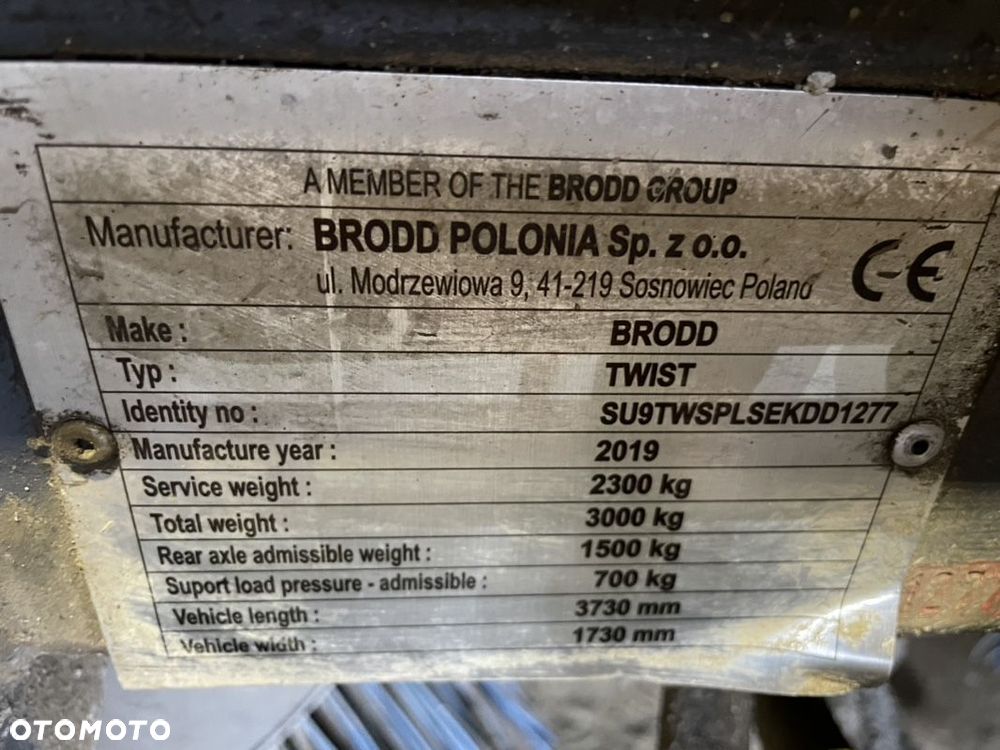 A MEMBER OF THE BRODD GROUP
Manufacturer: BRODD POLONIA Sp. z o.o.
ul. Modrzewiowa 9, 41-219 Sosnowiec Poland
CE
Make : BRODD
Typ : TWIST
Identity no : SU9TWSPLSEKDD1277
Manufacture year : 2019
Service weight : 2300 kg
Total weight : 3000 kg
Rear axle admissible weight : 1500 kg
Suport load pressure - admissible : 700 kg
Vehicle length : 3730 mm
Vehicle width : 1730 mm
OTOMOTO